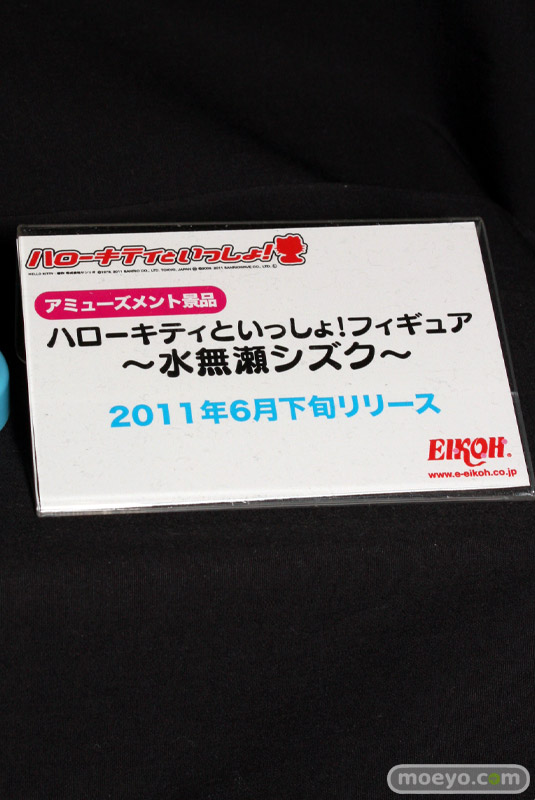 ハローキティといっしょ!
アミューズメント景品
ハローキティといっしょ!フィギュア
～水無瀬シズク～
2011年6月下旬リリース
EIKOH®
www.e-eikoh.co.jp
moeyo.com